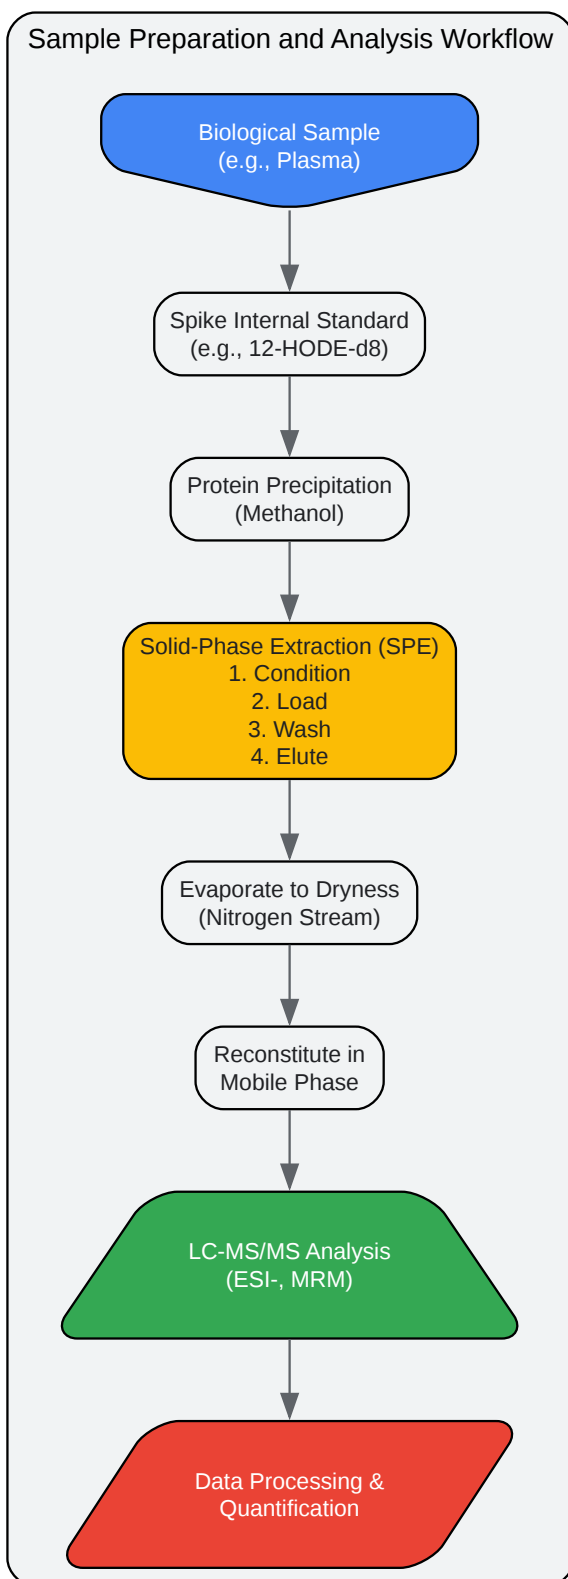 Sample Preparation and Analysis Workflow
Biological Sample
(e.g., Plasma)
Spike Internal Standard
(e.g., 12-HODE-d8)
Protein Precipitation
(Methanol)
Solid-Phase Extraction (SPE)
1. Condition
2. Load
3. Wash
4. Elute
Evaporate to Dryness
(Nitrogen Stream)
Reconstitute in
Mobile Phase
LC-MS/MS Analysis
(ESI-, MRM)
Data Processing &
Quantification